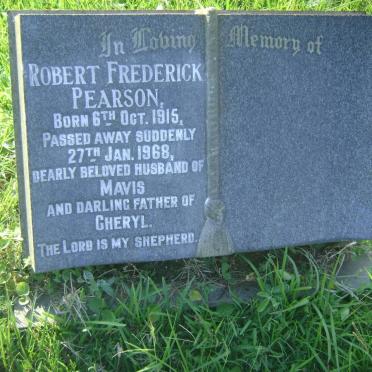 In Loving Memory of
ROBERT FREDERICK
PEARSON,
BORN 6TH OCT. 1915,
PASSED AWAY SUDDENLY
27TH JAN. 1968,
DEARLY BELOVED HUSBAND OF
MAVIS
AND DARLING FATHER OF
CHERYL.
THE LORD IS MY SHEPHERD.